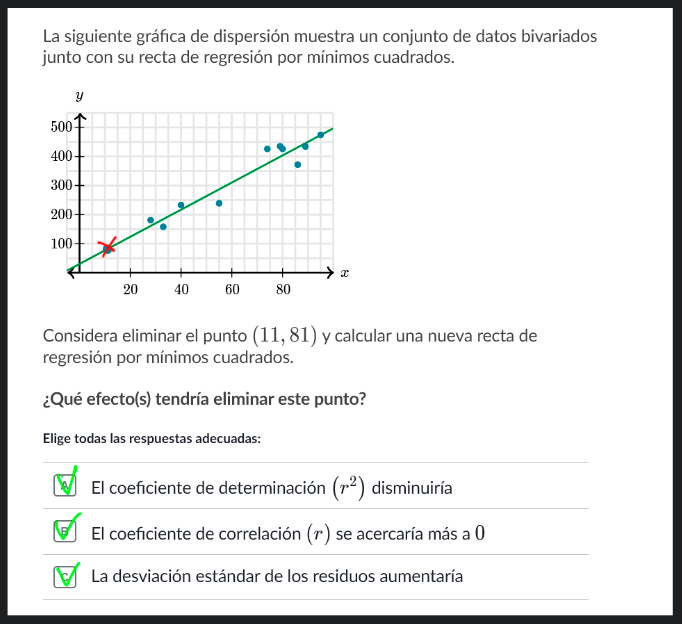 La siguiente gráfica de dispersión muestra un conjunto de datos bivariados
junto con su recta de regresión por mínimos cuadrados.
y
500
400
300
200
100
x
20 40 60 80
Considera eliminar el punto (11, 81) y calcular una nueva recta de
regresión por mínimos cuadrados.
¿Qué efecto(s) tendría eliminar este punto?
Elige todas las respuestas adecuadas:
A El coeficiente de determinación (r²) disminuiría
B El coeficiente de correlación (r) se acercaría más a 0
C La desviación estándar de los residuos aumentaría